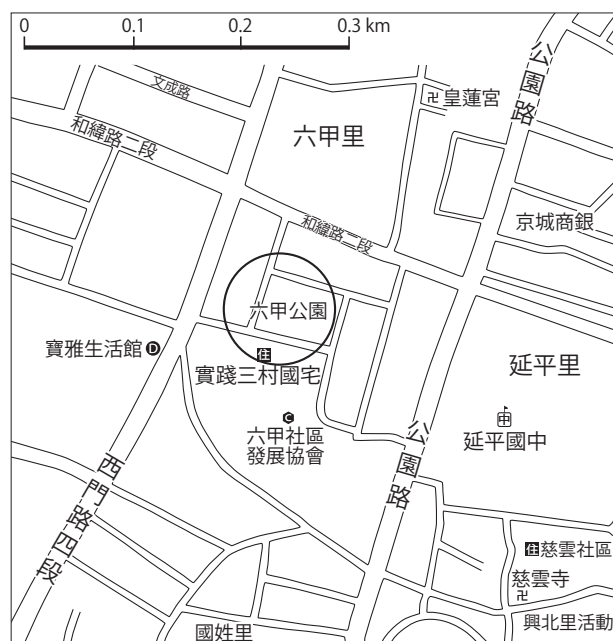 0 0.1 0.2 0.3 km
公園路
文成路
卍 皇蓮宮
和緯路二段
六甲里
京城商銀
和緯路二段
六甲公園
寶雅生活館 D
住
實踐三村國宅
延平里
C
六甲社區
發展協會
延平國中
公園路
西門路四段
住 慈雲社區
慈雲寺
卍
國姓里
興北里活動